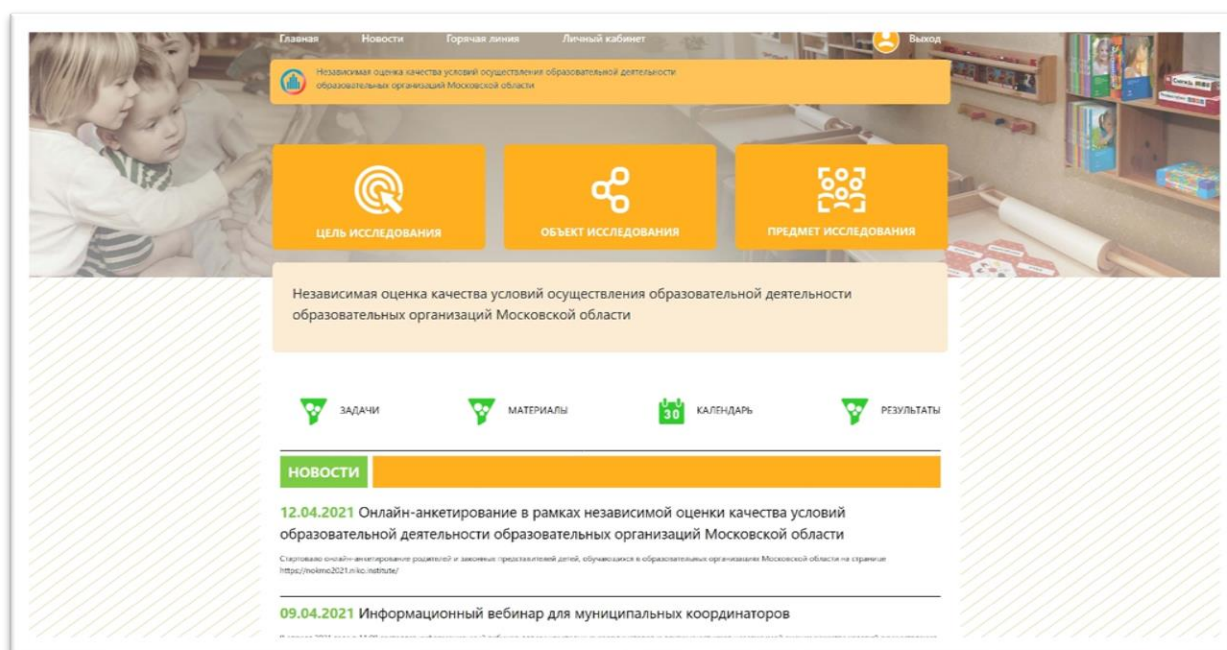 Главная Новости Горячая линия Личный кабинет Выход
Независимая оценка качества условий осуществления образовательной деятельности
образовательных организаций Московской области
ЦЕЛЬ ИССЛЕДОВАНИЯ ОБЪЕКТ ИССЛЕДОВАНИЯ ПРЕДМЕТ ИССЛЕДОВАНИЯ
Независимая оценка качества условий осуществления образовательной деятельности
образовательных организаций Московской области
ЗАДАЧИ МАТЕРИАЛЫ 30 КАЛЕНДАРЬ РЕЗУЛЬТАТЫ
НОВОСТИ
12.04.2021 Онлайн-анкетирование в рамках независимой оценки качества условий
образовательной деятельности образовательных организаций Московской области
Стартовало онлайн-анкетирование родителей и законных представителей детей, обучающихся в образовательных организациях Московской области на странице
https://nokmo2021.niko.institute/
09.04.2021 Информационный вебинар для муниципальных координаторов